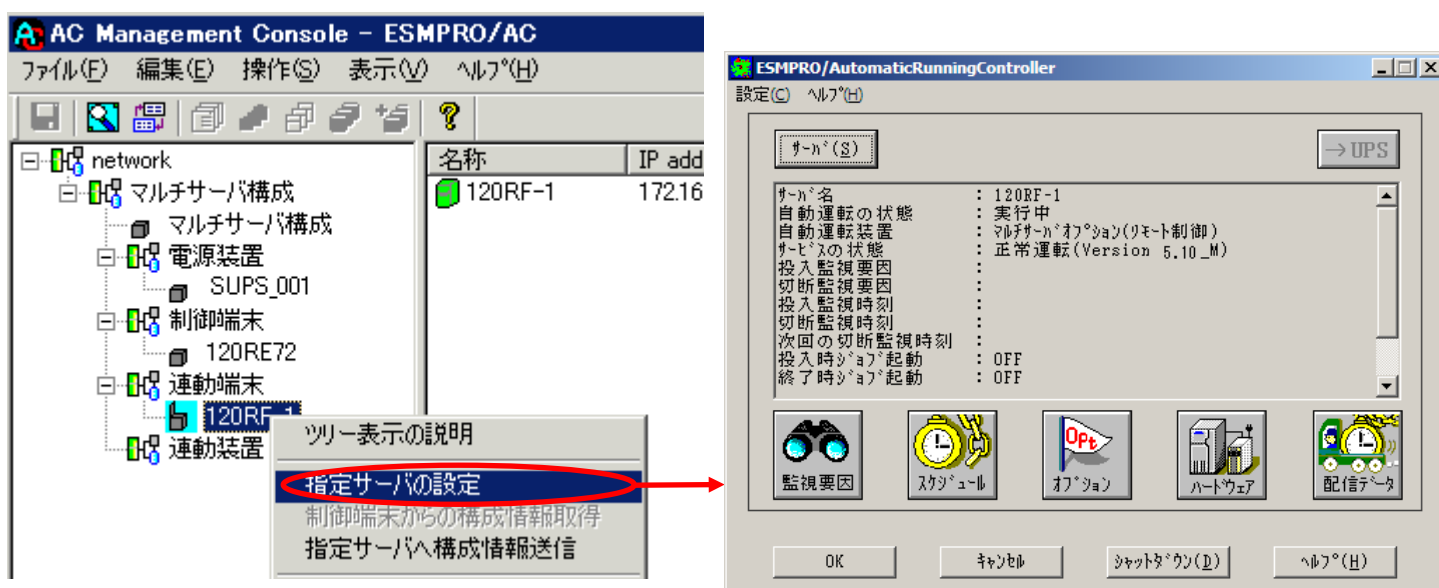 AC Management Console - ESMPRO/AC
ファイル(F) 編集(E) 操作(S) 表示(V) ヘルプ(H)
network
マルチサーバ構成
マルチサーバ構成
電源装置
SUPS_001
制御端末
120RE72
連動端末
120RF-1
連動装置
名称 IP add
120RF-1 172.16
ツリー表示の説明
指定サーバの設定
制御端末からの構成情報取得
指定サーバへ構成情報送信
ESMPRO/AutomaticRunningController
設定(C) ヘルプ(H)
サーバ(S)
→UPS
サーバ名 : 120RF-1
自動運転の状態 : 実行中
自動運転装置 : マルチサーバオプション(リモート制御)
サービスの状態 : 正常運転(Version 5.10_M)
投入監視要因 :
切断監視要因 :
投入監視時刻 :
切断監視時刻 :
次回の切断監視時刻 :
投入時ジョブ起動 : OFF
終了時ジョブ起動 : OFF
監視要因 スケジュール オプション ハードウェア 配信データ
Opt
OK キャンセル シャットダウン(D) ヘルプ(H)